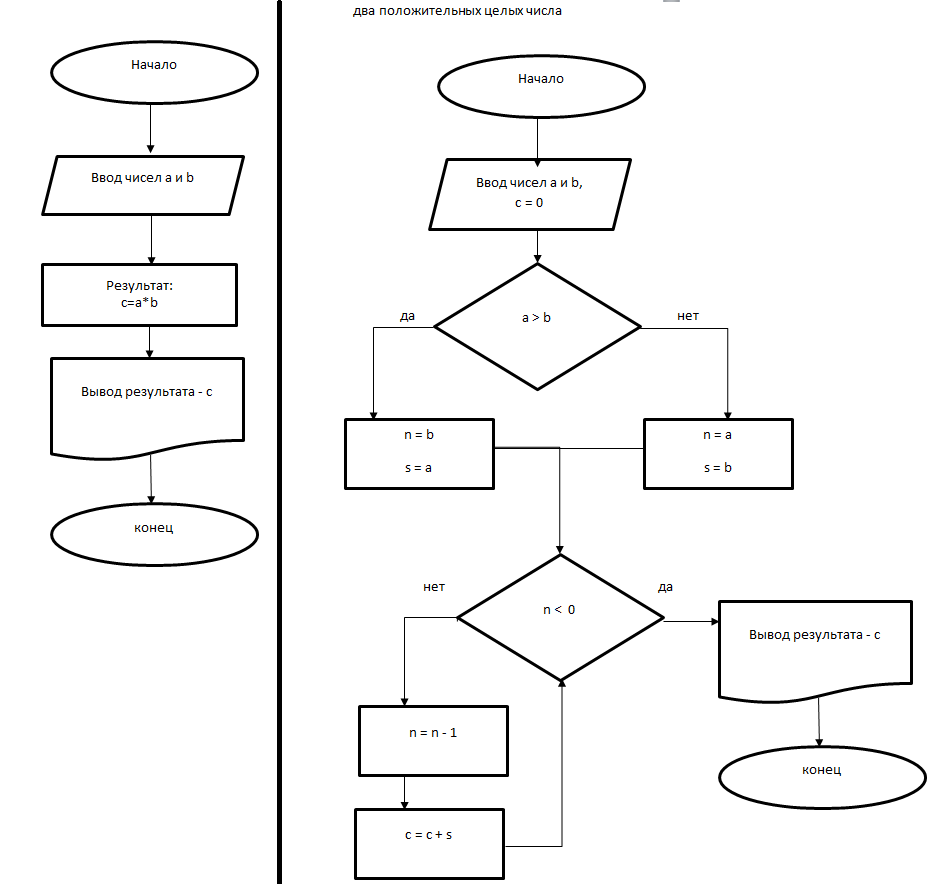 Начало
Ввод чисел a и b
Результат:
c=a*b
Вывод результата - c
конец
два положительных целых числа
Начало
Ввод чисел a и b,
c = 0
a > b
да
нет
n = b
s = a
n = a
s = b
n < 0
нет
да
n = n - 1
c = c + s
Вывод результата - c
конец